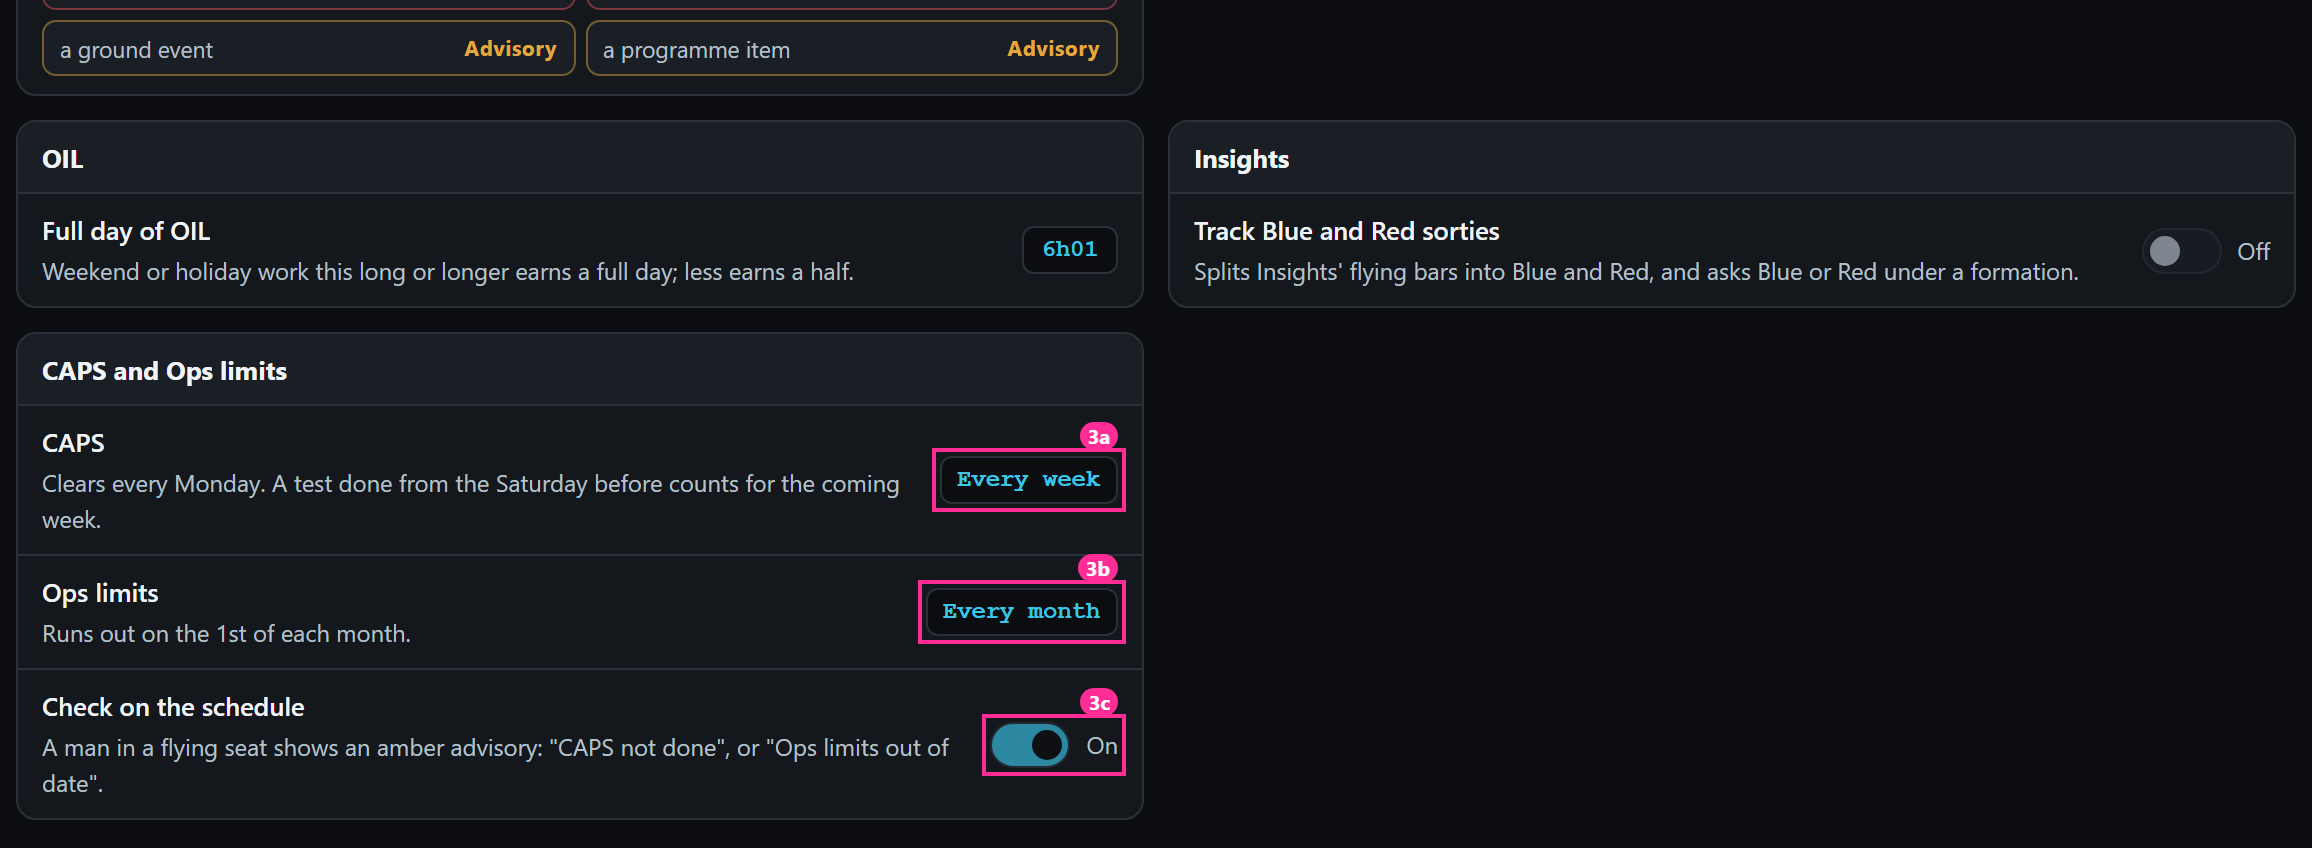 a ground event Advisory a programme item Advisory
OIL
Full day of OIL
Weekend or holiday work this long or longer earns a full day; less earns a half.
6h01
Insights
Track Blue and Red sorties
Splits Insights' flying bars into Blue and Red, and asks Blue or Red under a formation.
Off
CAPS and Ops limits
CAPS
Clears every Monday. A test done from the Saturday before counts for the coming
week.
3a
Every week
Ops limits
Runs out on the 1st of each month.
3b
Every month
Check on the schedule
A man in a flying seat shows an amber advisory: "CAPS not done", or "Ops limits out of
date".
3c
On